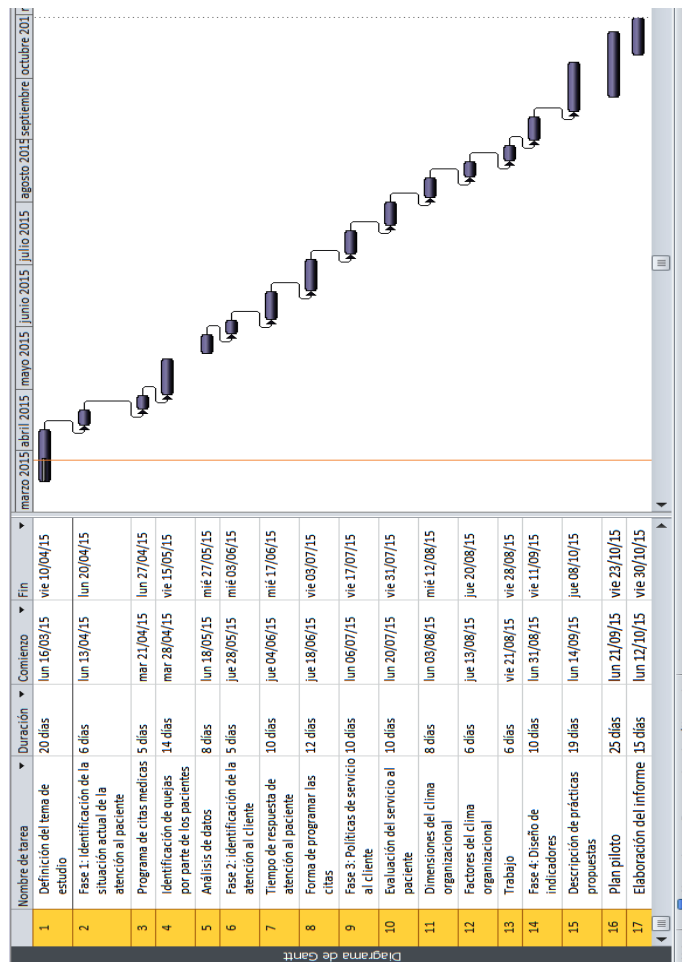 Diagrama de Gantt
Nombre de tarea Duración Comienzo Fin marzo 2015 abril 2015 mayo 2015 junio 2015 julio 2015 agosto 2015 septiembre octubre 201
1 Definición del tema de 20 días lun 16/03/15 vie 10/04/15
estudio
2 Fase 1: Identificación de la 6 días lun 13/04/15 lun 20/04/15
situación actual de la
atención al paciente
3 Programa de citas medicas 5 días mar 21/04/15 lun 27/04/15
4 Identificación de quejas 14 días mar 28/04/15 vie 15/05/15
por parte de los pacientes
5 Análisis de datos 8 días lun 18/05/15 mié 27/05/15
6 Fase 2: identificación de la 5 días jue 28/05/15 mié 03/06/15
atención al cliente
7 Tiempo de respuesta de 10 días jue 04/06/15 mié 17/06/15
atención al paciente
8 Forma de programar las 12 días jue 18/06/15 vie 03/07/15
citas
9 Fase 3: Políticas de servicio 10 días lun 06/07/15 vie 17/07/15
al cliente
10 Evaluación del servicio al 10 días lun 20/07/15 vie 31/07/15
paciente
11 Dimensiones del clima 8 días lun 03/08/15 mié 12/08/15
organizacional
12 Factores del clima 6 días jue 13/08/15 jue 20/08/15
organizacional
13 Trabajo 6 días vie 21/08/15 vie 28/08/15
14 Fase 4: Diseño de 10 días lun 31/08/15 vie 11/09/15
indicadores
15 Descripción de prácticas 19 días lun 14/09/15 jue 08/10/15
propuestas
16 Plan piloto 25 días lun 21/09/15 vie 23/10/15
17 Elaboración del informe 15 días lun 12/10/15 vie 30/10/15